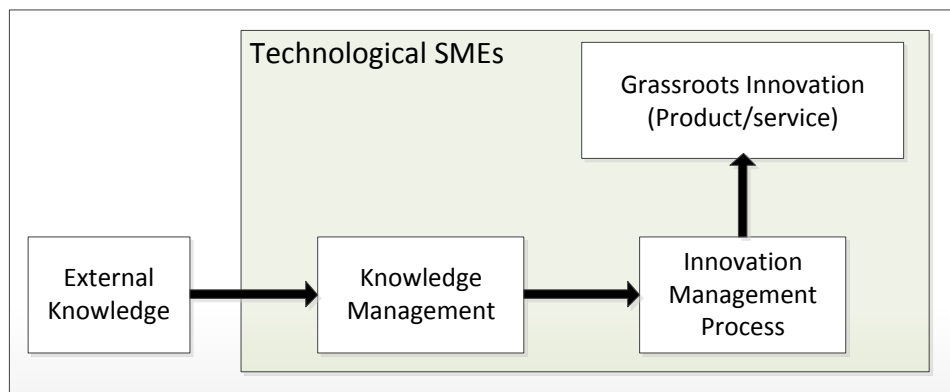 Technological SMEs
Grassroots Innovation
(Product/service)
External
Knowledge
Knowledge
Management
Innovation
Management
Process